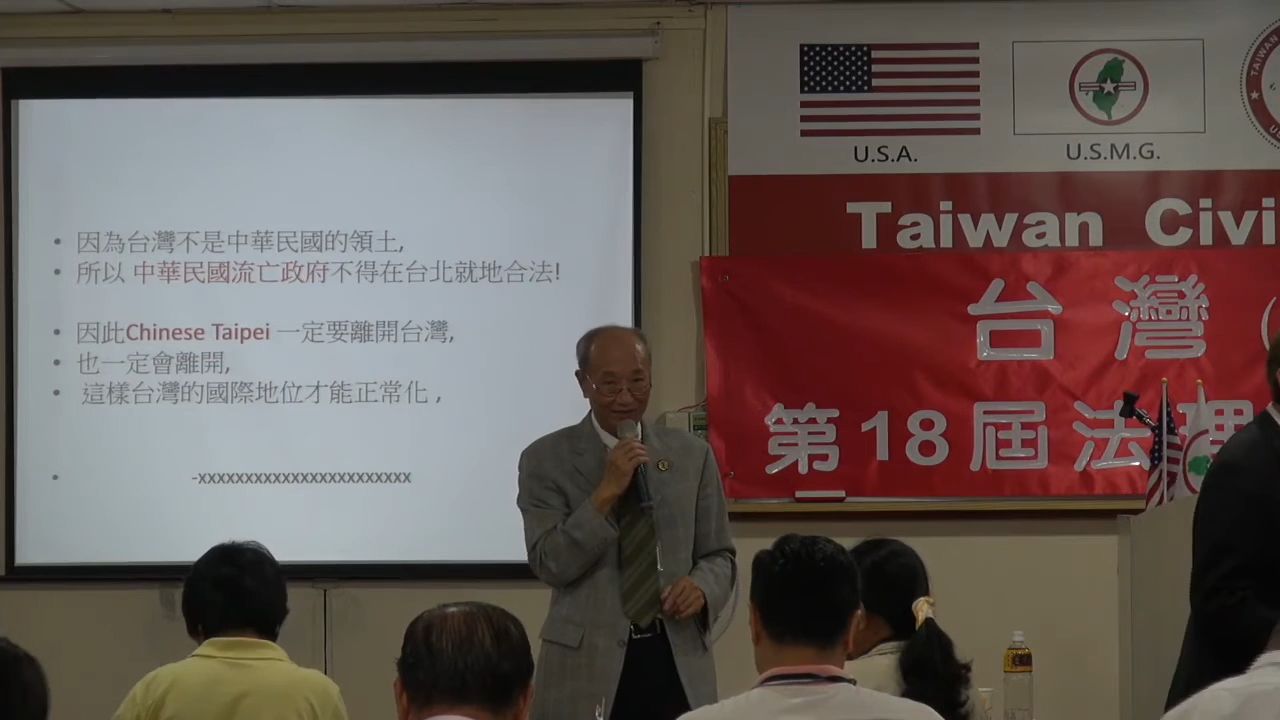 因為台灣不是中華民國的領土,
所以 中華民國流亡政府不得在台北就地合法!
因此Chinese Taipei 一定要離開台灣,
也一定會離開,
這樣台灣的國際地位才能正常化 ,
-xxxxxxxxxxxxxxxxxxxxxxx
U.S.A.
U.S.M.G.
TAIWAN
Taiwan Civi
台灣
第18屆法理